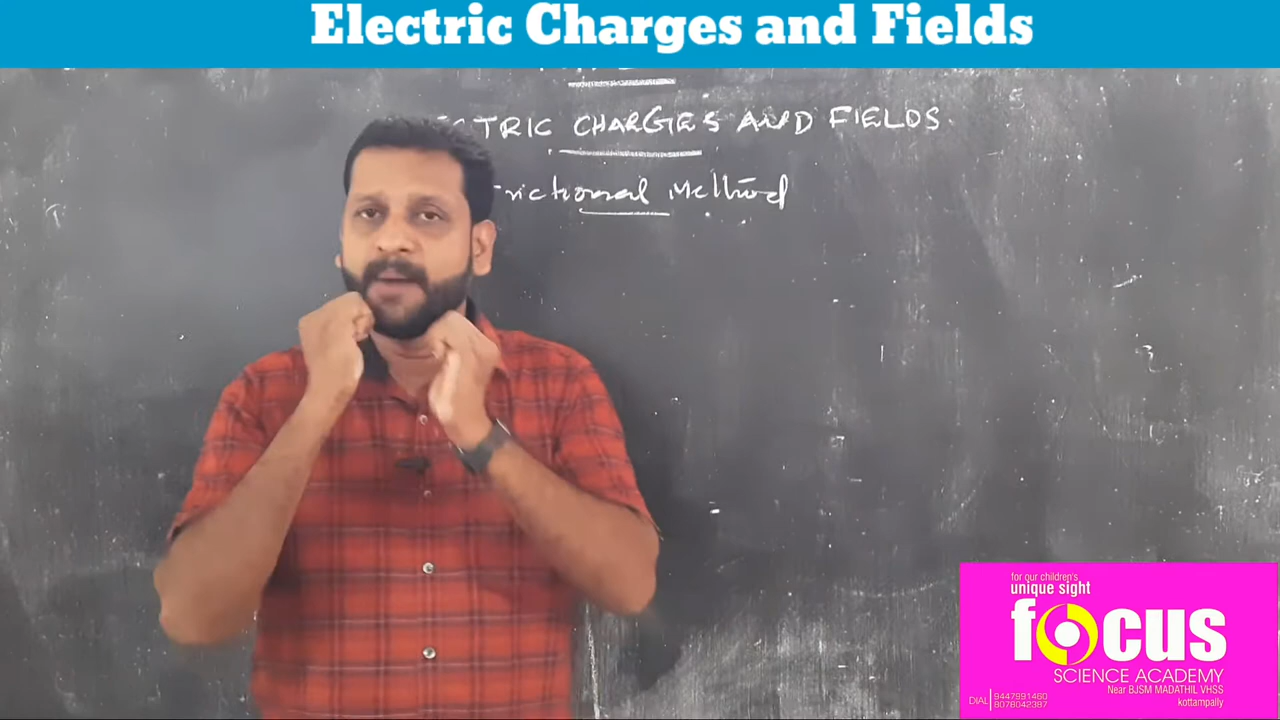 Electric Charges and Fields
CTRIC CHARGES AND FIELDS
rictional Method
for our children's
unique sight
focus
SCIENCE ACADEMY
Near BJSM MADATHIL VHSS
kottampally
DIAL
9447991460
8078042387